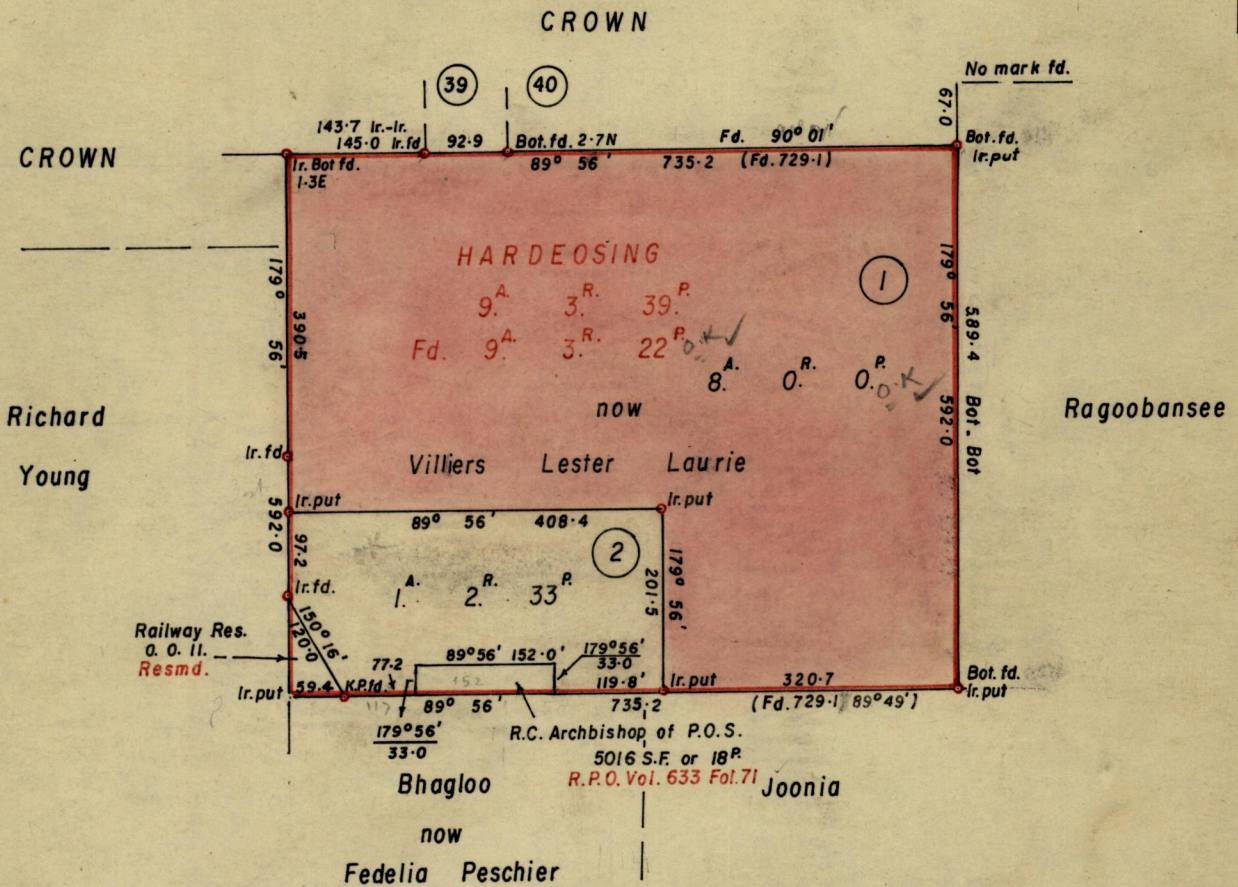 CROWN
39 40
No mark fd.
67.0
143.7 Ir.-Ir.
145.0 Ir.fd 92.9 Bot. fd. 2.7N Fd. 90° 01'
Bot. fd.
Ir. put
CROWN
Ir. Bot fd.
1.3E
89° 56' 735.2 (Fd. 729.1)
HARDEOSING
1
9.A. 3.R. 39.P.
Fd. 9.A. 3.R. 22P. O.K
8.A. 0.R. 0.P. O.K
179° 56'
390.5
179° 56'
589.4 Bot. - Bot
592.0
now
Ragoobansee
Richard
Young
Ir. fd
Villiers Lester Laurie
Ir. put
Ir. put
89° 56' 408.4
592.0
97.2
2
179° 56'
201.5
Ir. fd.
1.A. 2.R. 33P.
150° 16'
120.0
Railway Res.
0. 0. 11.
Resmd.
77.2 89°56' 152.0' 179°56'
33.0
152
119.8'
Ir. put 59.4 K.P.fd. Ir. put 320.7
Bot. fd.
Ir. put
117
89° 56' 735.2 (Fd. 729.1 89°49')
179°56'
33.0
R.C. Archbishop of P.O.S.
5016 S.F. or 18P.
R.P.O. Vol. 633 Fol. 71
Bhagloo
Joonia
now
Fedelia Peschier